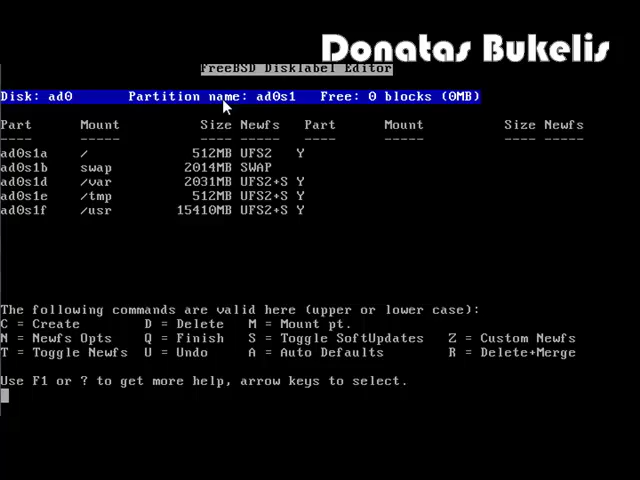 Donatas Bukelis
FreeBSD Disklabel Editor
Disk: ad0 Partition name: ad0s1 Free: 0 blocks (0MB)
Part Mount Size Newfs Part Mount Size Newfs
---- ----- ---- ----- ---- ----- ---- -----
ad0s1a / 512MB UFS2 Y
ad0s1b swap 2014MB SWAP
ad0s1d /var 2031MB UFS2+S Y
ad0s1e /tmp 512MB UFS2+S Y
ad0s1f /usr 15410MB UFS2+S Y
The following commands are valid here (upper or lower case):
C = Create D = Delete M = Mount pt.
N = Newfs Opts Q = Finish S = Toggle SoftUpdates Z = Custom Newfs
T = Toggle Newfs U = Undo A = Auto Defaults R = Delete+Merge
Use F1 or ? to get more help, arrow keys to select.